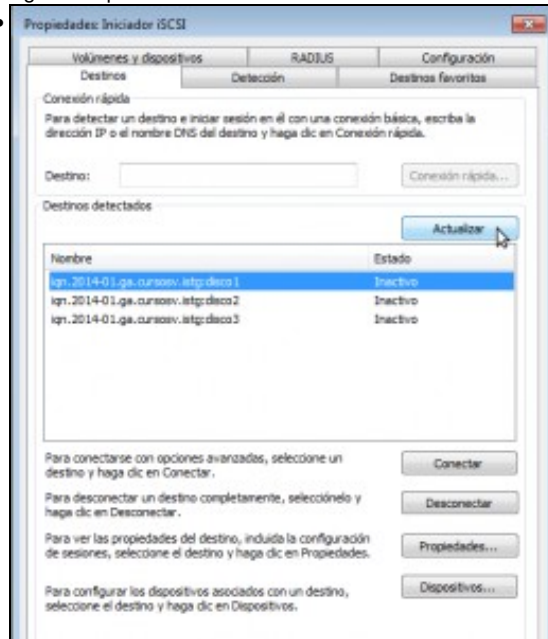 Propiedades: Iniciador iSCSI
Volúmenes y dispositivos
RADIUS
Configuración
Destinos
Detección
Destinos favoritos
Conexión rápida
Para detectar un destino e iniciar sesión en él con una conexión básica, escriba la
dirección IP o el nombre DNS del destino y haga clic en Conexión rápida.
Destino:
Conexión rápida...
Destinos detectados
Actualizar
Nombre
Estado
iqn.2014-01.ga.cursosv.istg:disco1
Inactivo
iqn.2014-01.ga.cursosv.istg:disco2
Inactivo
iqn.2014-01.ga.cursosv.istg:disco3
Inactivo
Para conectarse con opciones avanzadas, seleccione un
destino y haga clic en Conectar.
Conectar
Para desconectar un destino completamente, selecciónelo y
haga clic en Desconectar.
Desconectar
Para ver las propiedades del destino, incluida la configuración
de sesiones, seleccione el destino y haga clic en Propiedades.
Propiedades...
Para configurar los dispositivos asociados con un destino,
seleccione el destino y haga clic en Dispositivos.
Dispositivos...